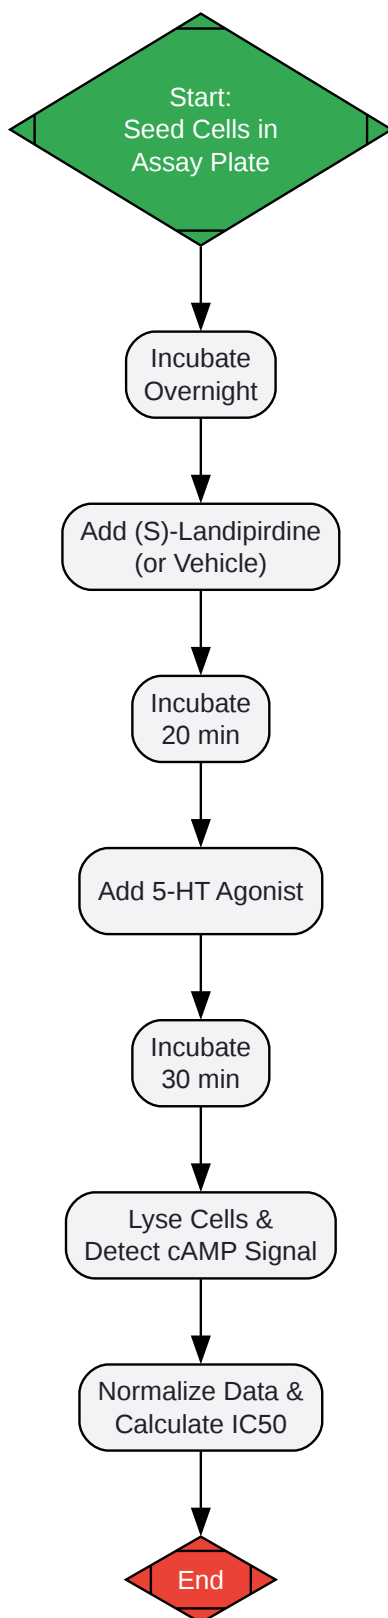 Start:
Seed Cells in
Assay Plate
Incubate
Overnight
Add (S)-Landipirdine
(or Vehicle)
Incubate
20 min
Add 5-HT Agonist
Incubate
30 min
Lyse Cells &
Detect cAMP Signal
Normalize Data &
Calculate IC50
End